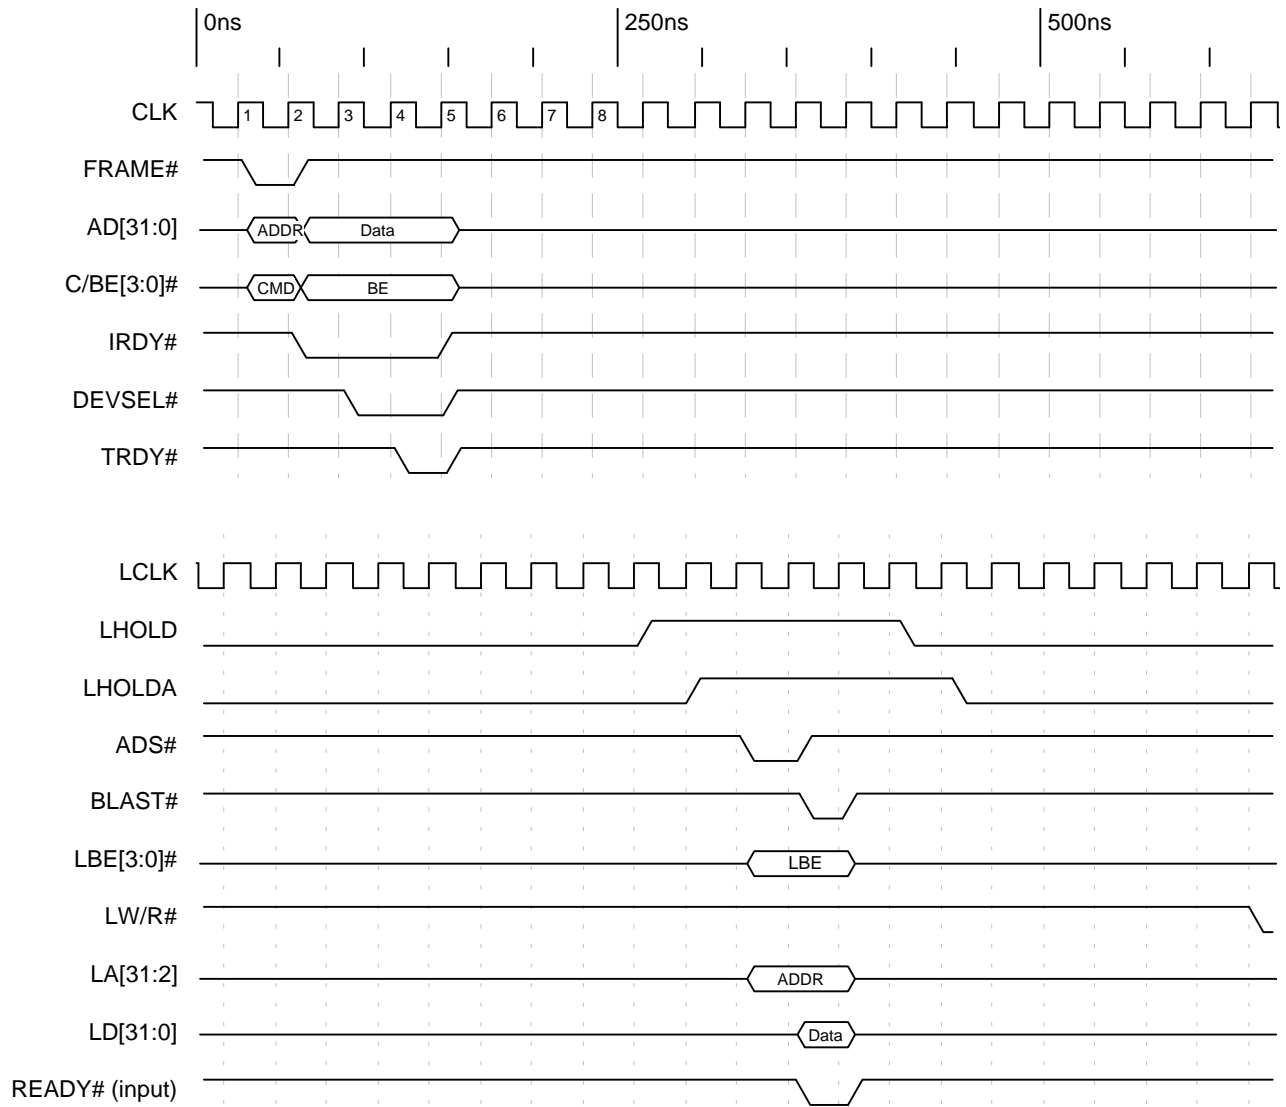 0ns 250ns 500ns
CLK 1 2 3 4 5 6 7 8
FRAME#
AD[31:0] ADDR Data
C/BE[3:0]# CMD BE
IRDY#
DEVSEL#
TRDY#
LCLK
LHOLD
LHOLDA
ADS#
BLAST#
LBE[3:0]# LBE
LW/R#
LA[31:2] ADDR
LD[31:0] Data
READY# (input)